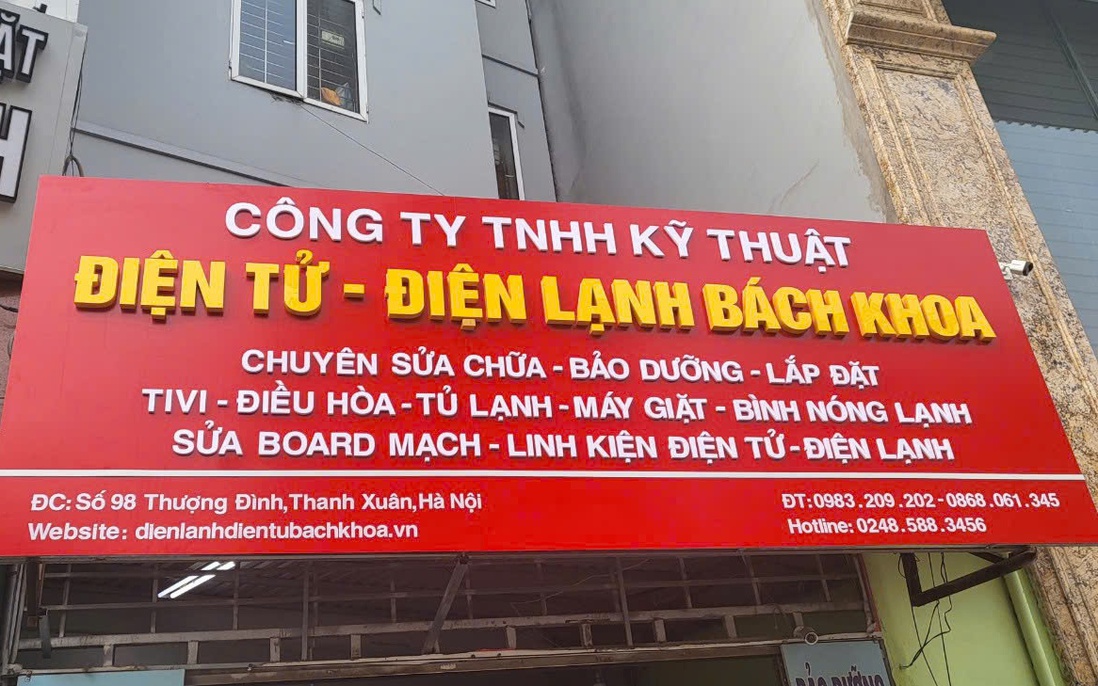 ẶT
H
CÔNG TY TNHH KỸ THUẬT
ĐIỆN TỬ - ĐIỆN LẠNH BÁCH KHOA
CHUYÊN SỬA CHỮA - BẢO DƯỠNG - LẮP ĐẶT
TIVI - ĐIỀU HÒA - TỦ LẠNH - MÁY GIẶT - BÌNH NÓNG LẠNH
SỬA BOARD MẠCH - LINH KIỆN ĐIỆN TỬ - ĐIỆN LẠNH
ĐC: Số 98 Thượng Đình,Thanh Xuân,Hà Nội
ĐT:0983.209.202-0868.061.345
Website: dienlanhdientubachkhoa.vn
Hotline: 0248.588.3456
BẢO DƯỠNG